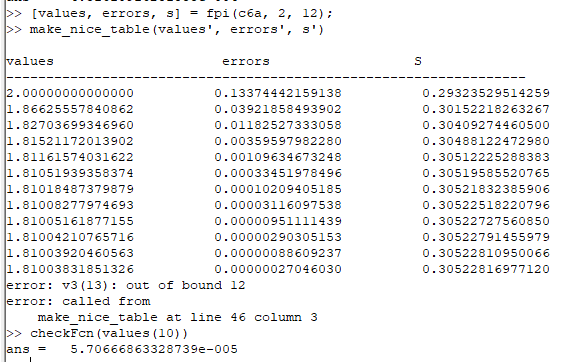 >> [values, errors, s] = fpi(c6a, 2, 12);
>> make_nice_table(values', errors', s')
values errors S
--------------------------------------------------------------------
2.00000000000000 0.13374442159138 0.29323529514259
1.86625557840862 0.03921858493902 0.30152218263267
1.82703699346960 0.01182527333058 0.30409274460500
1.81521172013902 0.00359597982280 0.30488122472980
1.81161574031622 0.00109634673248 0.30512225288383
1.81051939358374 0.00033451978496 0.30519585520765
1.81018487379879 0.00010209405185 0.30521832385906
1.81008277974693 0.00003116097538 0.30522518220796
1.81005161877155 0.00000951111439 0.30522727560850
1.81004210765716 0.00000290305153 0.30522791455979
1.81003920460563 0.00000088609237 0.30522810950066
1.81003831851326 0.00000027046030 0.30522816977120
error: v3(13): out of bound 12
error: called from
make_nice_table at line 46 column 3
>> checkFcn(values(10))
ans = 5.70666863328739e-005